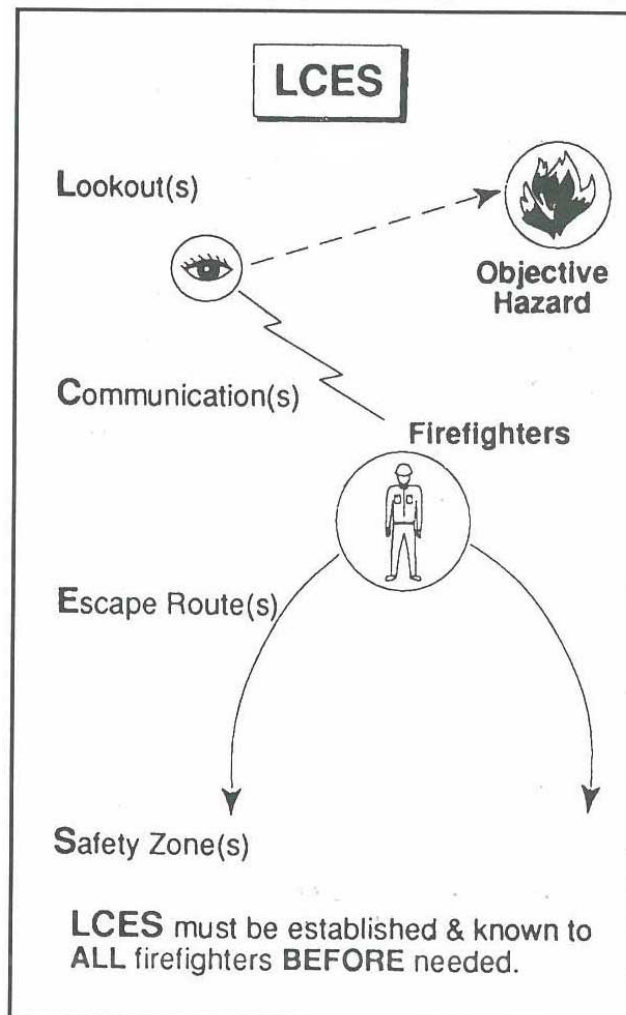 LCES
Lookout(s)
Objective
Hazard
Communication(s)
Firefighters
Escape Route(s)
Safety Zone(s)
LCES must be established & known to
ALL firefighters BEFORE needed.